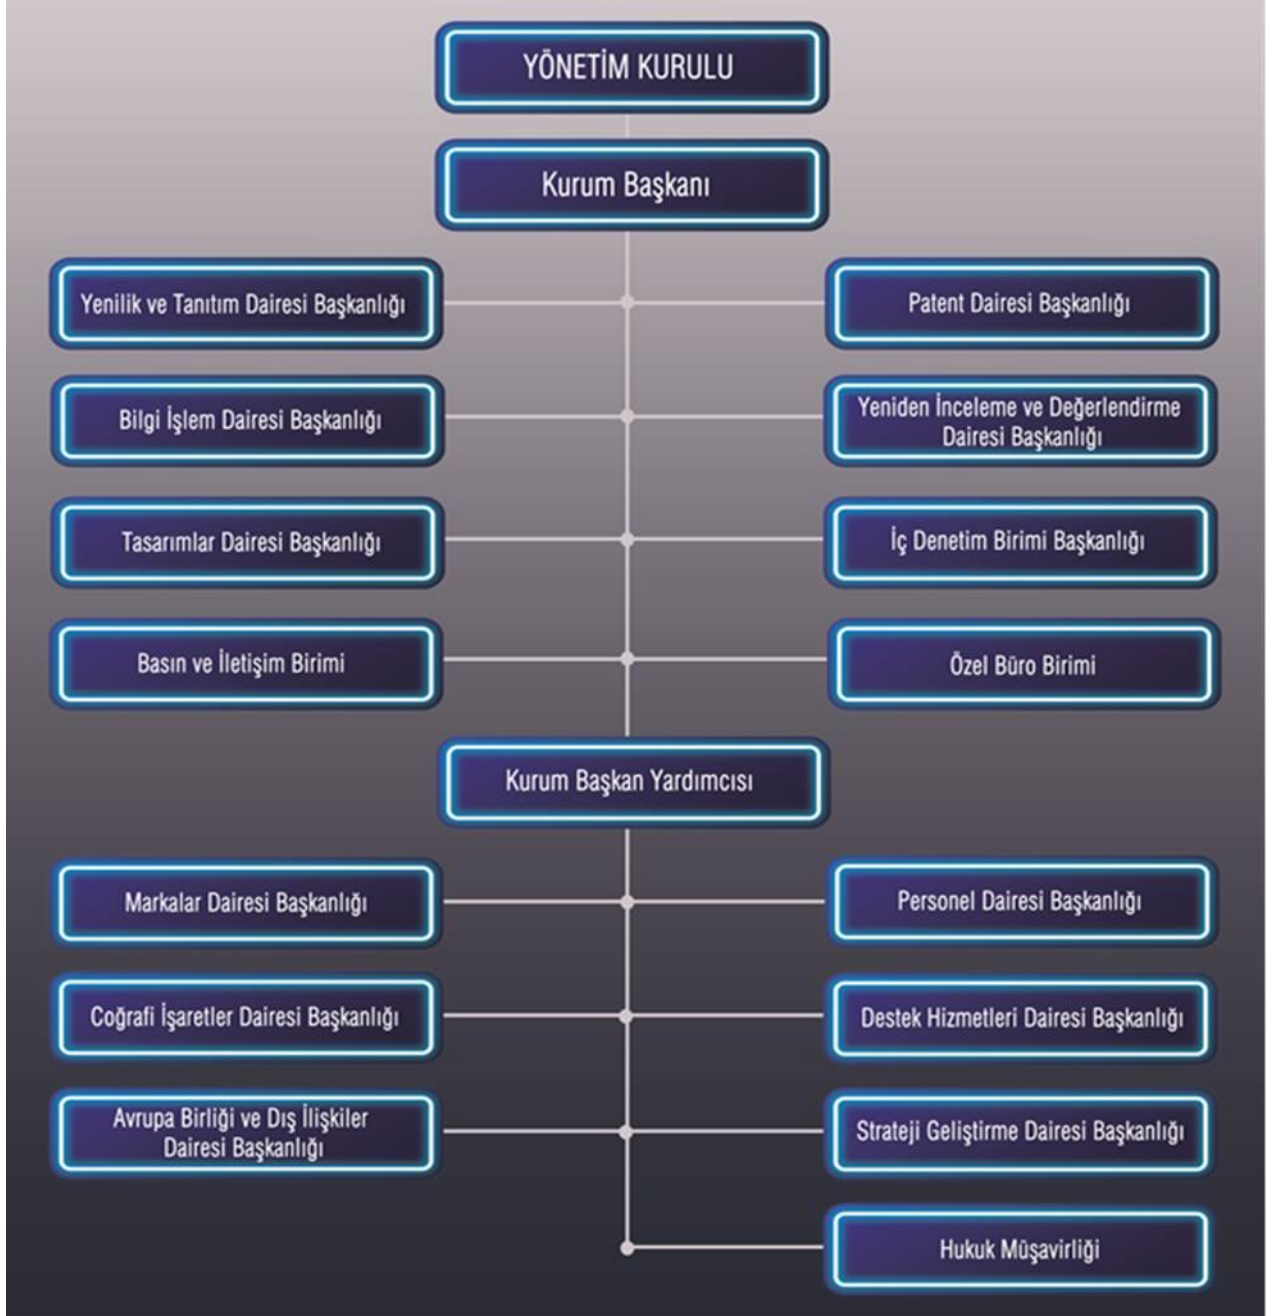 YÖNETİM KURULU
Kurum Başkanı
Yenilik ve Tanıtım Dairesi Başkanlığı
Patent Dairesi Başkanlığı
Bilgi İşlem Dairesi Başkanlığı
Yeniden İnceleme ve Değerlendirme
Dairesi Başkanlığı
Tasarımlar Dairesi Başkanlığı
İç Denetim Birimi Başkanlığı
Basın ve İletişim Birimi
Özel Büro Birimi
Kurum Başkan Yardımcısı
Markalar Dairesi Başkanlığı
Personel Dairesi Başkanlığı
Coğrafi İşaretler Dairesi Başkanlığı
Destek Hizmetleri Dairesi Başkanlığı
Avrupa Birliği ve Dış İlişkiler
Dairesi Başkanlığı
Strateji Geliştirme Dairesi Başkanlığı
Hukuk Müşavirliği